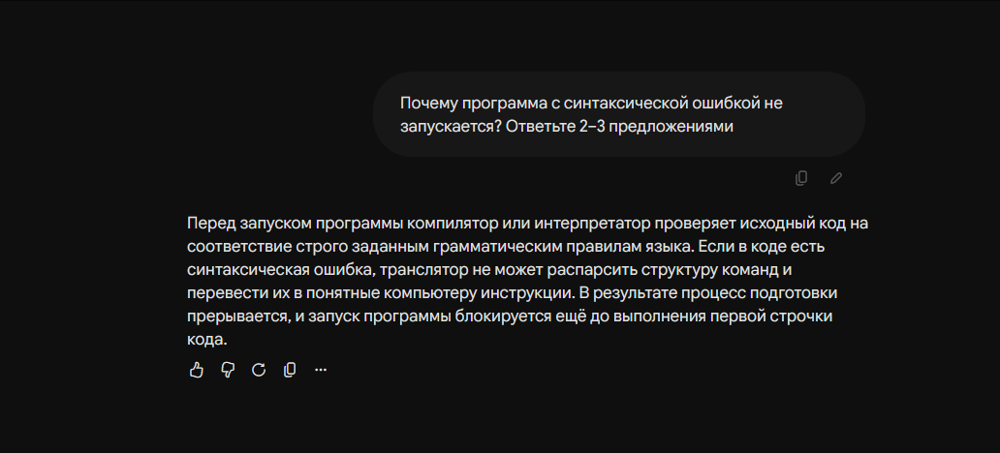 Почему программа с синтаксической ошибкой не
запускается? Ответьте 2–3 предложениями
Перед запуском программы компилятор или интерпретатор проверяет исходный код на
соответствие строго заданным грамматическим правилам языка. Если в коде есть
синтаксическая ошибка, транслятор не может распарсить структуру команд и
перевести их в понятные компьютеру инструкции. В результате процесс подготовки
прерывается, и запуск программы блокируется ещё до выполнения первой строчки
кода.